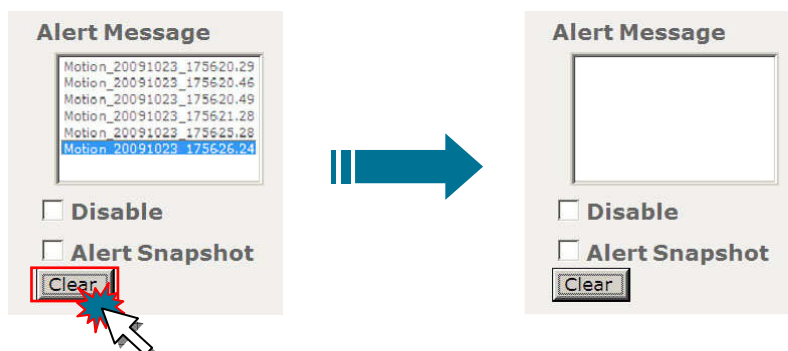 Alert Message
Motion_20091023_175620.29
Motion_20091023_175620.46
Motion_20091023_175620.49
Motion_20091023_175621.28
Motion_20091023_175625.28
Motion_20091023_175626.24
Disable
Alert Snapshot
Clear
Alert Message
Disable
Alert Snapshot
Clear